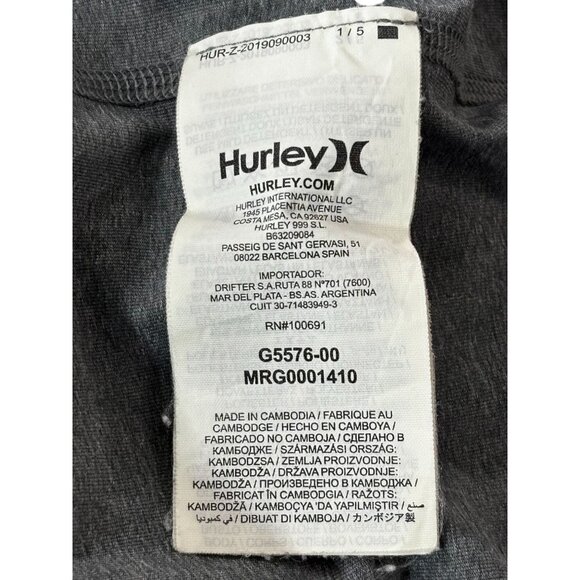 HUR-Z-2019090003 1 / 5
Hurley
HURLEY.COM
HURLEY INTERNATIONAL LLC
1945 PLACENTIA AVENUE
COSTA MESA, CA 92627 USA
HURLEY 999 S.L.
B63209084
PASSEIG DE SANT GERVASI, 51
08022 BARCELONA SPAIN
IMPORTADOR:
DRIFTER S.A.RUTA 88 Nº701 (7600)
MAR DEL PLATA - BS.AS. ARGENTINA
CUIT 30-71483949-3
RN#100691
G5576-00
MRG0001410
MADE IN CAMBODIA / FABRIQUE AU
CAMBODGE / HECHO EN CAMBOYA /
FABRICADO NO CAMBOJA / СДЕЛАНО В
КАМБОДЖЕ / SZÁRMAZÁSI ORSZÁG:
KAMBODZSA / ZEMLJA PROIZVODNJE:
KAMBODŽA / DRŽAVA PROIZVODNJE:
KAMBODŽA / ПРОИЗВЕДЕНО В КАМБОДЖА /
FABRICAT ÎN CAMBODGIA / RAŽOTS:
KAMBODŽĀ / KAMBOÇYA 'DA YAPILMIŞTIR / صنع
في كمبوديا / DIBUAT DI KAMBOJA / カンボジア製